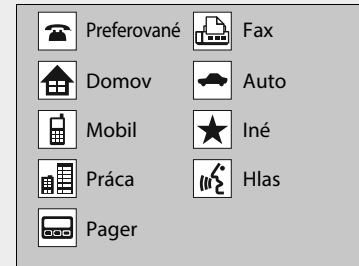 Preferované Fax
Domov Auto
Mobil Iné
Práca Hlas
Pager